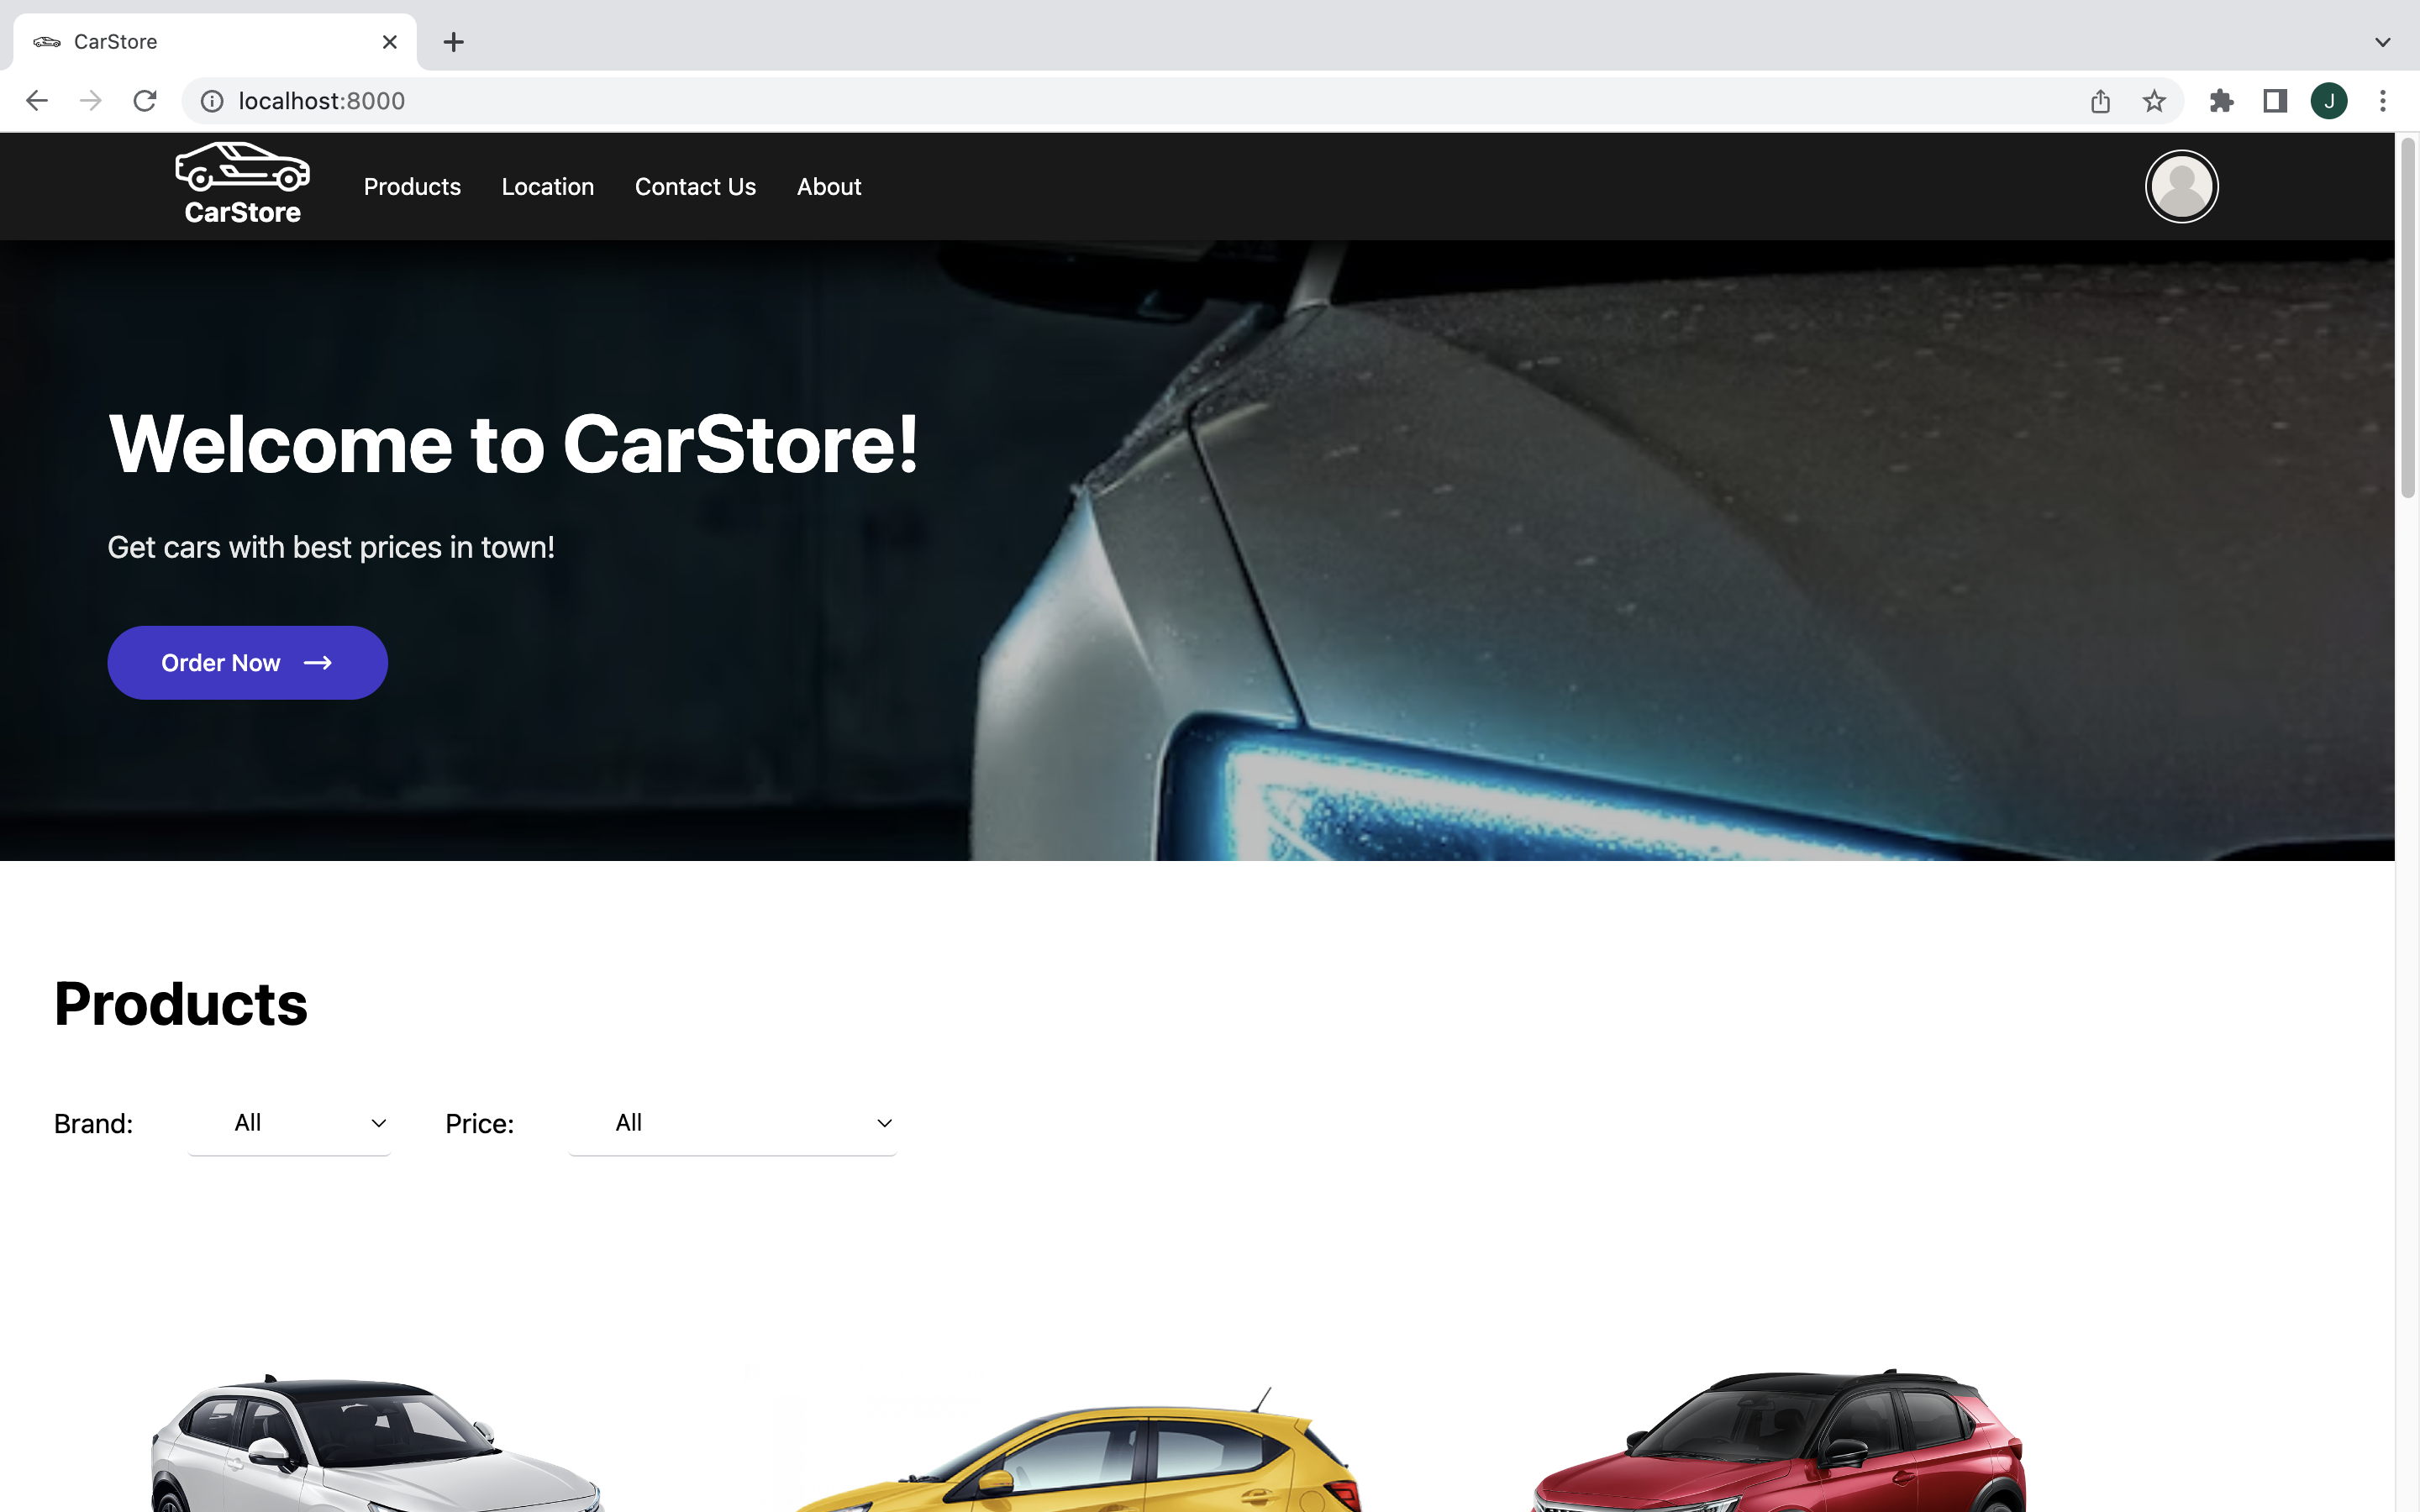 CarStore
localhost:8000
J
CarStore
Products
Location
Contact Us
About
Welcome to CarStore!
Get cars with best prices in town!
Order Now
Products
Brand:
All
Price:
All